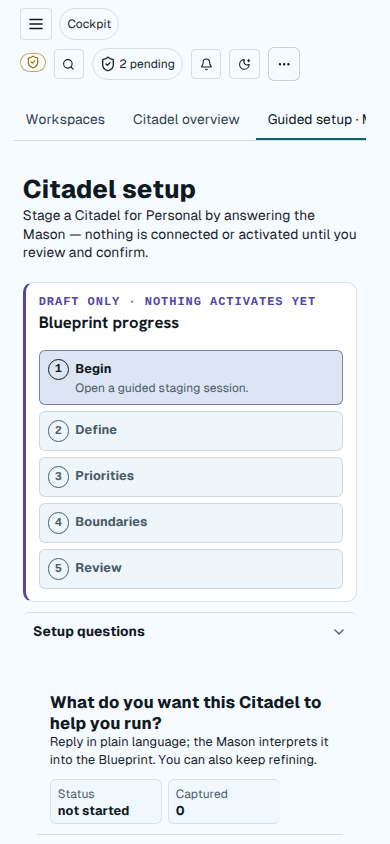 Cockpit
2 pending
Workspaces
Citadel overview
Guided setup ·
Citadel setup
Stage a Citadel for Personal by answering the
Mason — nothing is connected or activated until you
review and confirm.
DRAFT ONLY · NOTHING ACTIVATES YET
Blueprint progress
1 Begin
Open a guided staging session.
2 Define
3 Priorities
4 Boundaries
5 Review
Setup questions
What do you want this Citadel to
help you run?
Reply in plain language; the Mason interprets it
into the Blueprint. You can also keep refining.
Status
not started
Captured
0